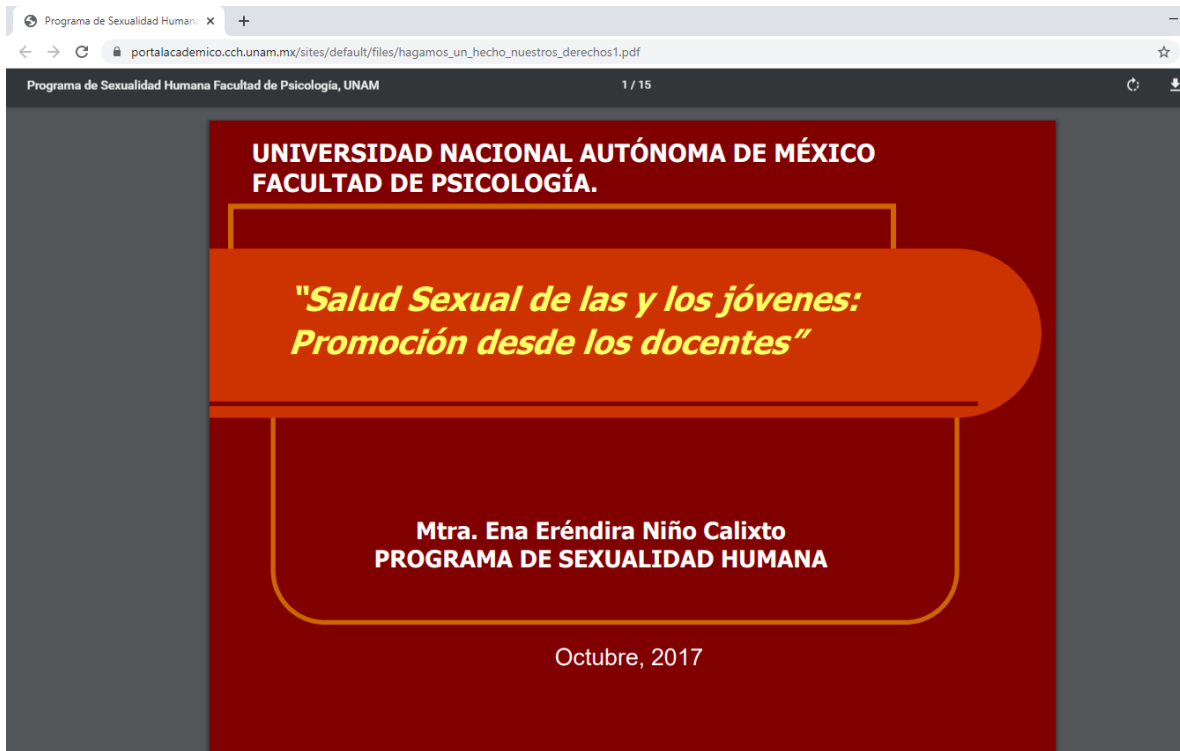 Programa de Sexualidad Humana
portalacademico.cch.unam.mx/sites/default/files/hagamos_un_hecho_nuestros_derechos1.pdf
Programa de Sexualidad Humana Facultad de Psicología, UNAM
1 / 15
UNIVERSIDAD NACIONAL AUTÓNOMA DE MÉXICO
FACULTAD DE PSICOLOGÍA.
“Salud Sexual de las y los jóvenes:
Promoción desde los docentes”
Mtra. Ena Eréndira Niño Calixto
PROGRAMA DE SEXUALIDAD HUMANA
Octubre, 2017